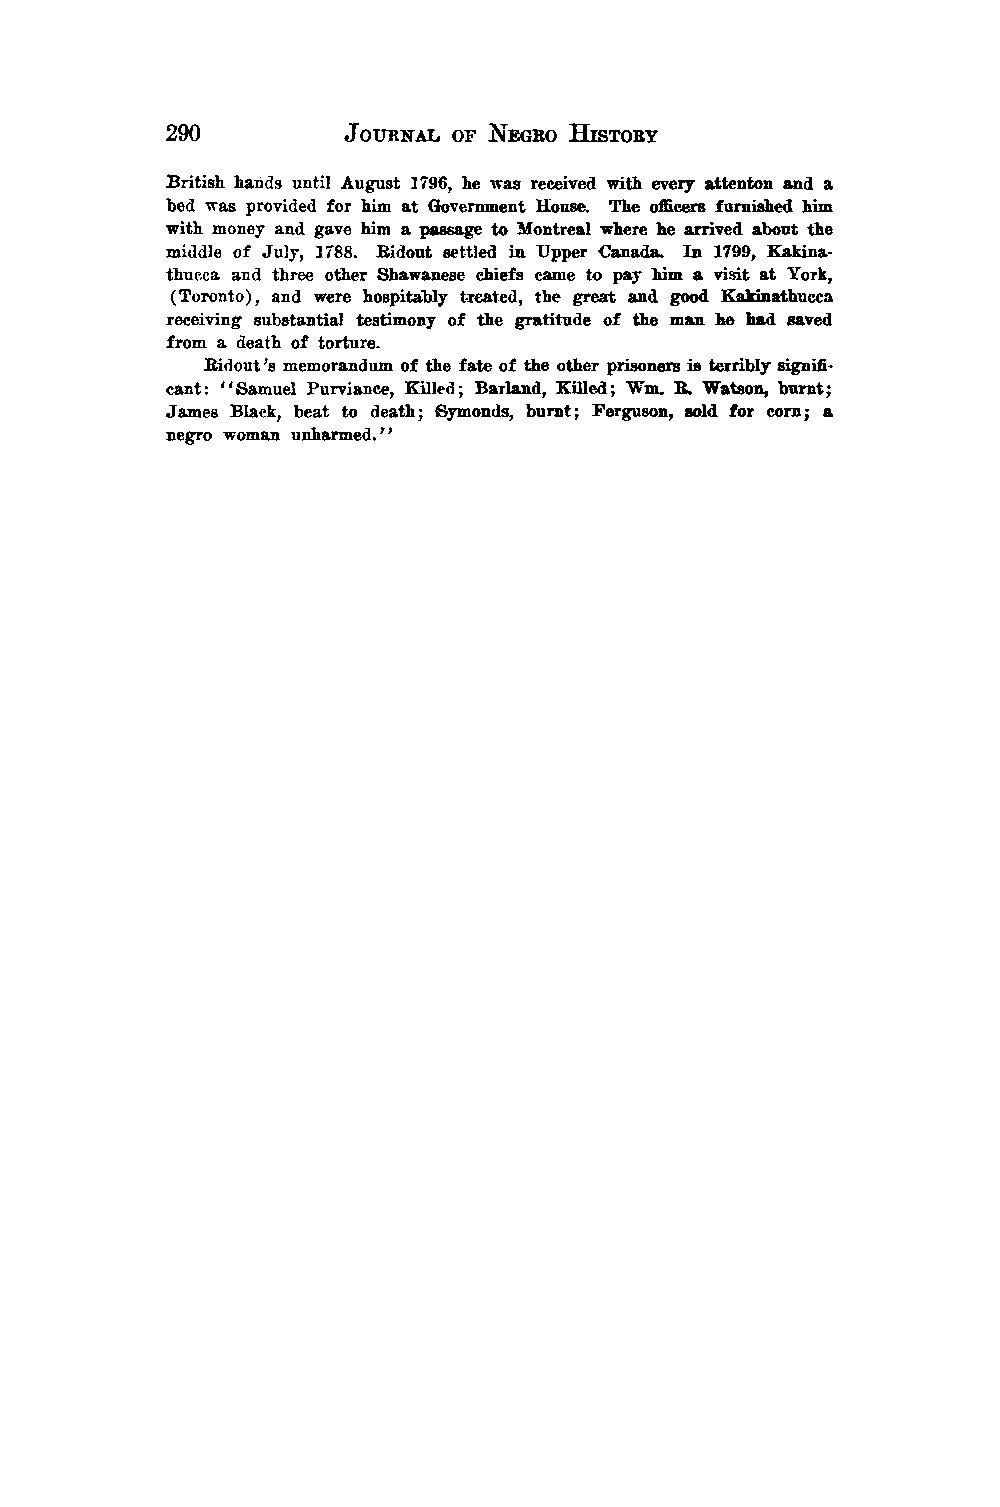 290 JOURNAL OF NEGRO HISTORY
British hands until August 1796, he was received with every attenton and a
bed was provided for him at Government House. The officers furnished him
with money and gave him a passage to Montreal where he arrived about the
middle of July, 1788. Ridout settled in Upper Canada. In 1799, Kakina-
thucca and three other Shawanese chiefs came to pay him a visit at York,
(Toronto), and were hospitably treated, the great and good Kakinathucca
receiving substantial testimony of the gratitude of the man he had saved
from a death of torture.
Ridout's memorandum of the fate of the other prisoners is terribly signifi-
cant: "Samuel Purviance, Killed; Barland, Killed; Wm. R. Watson, burnt;
James Black, beat to death; Symonds, burnt; Ferguson, sold for corn; a
negro woman unharmed."